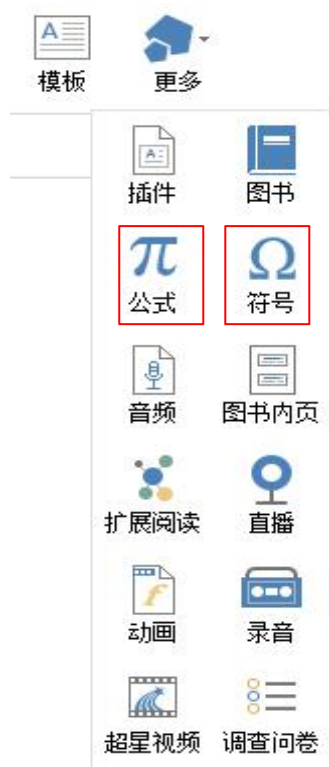 模板 更多
插件 图书
π Ω
公式 符号
音频 图书内页
扩展阅读 直播
动画 录音
超星视频 调查问卷